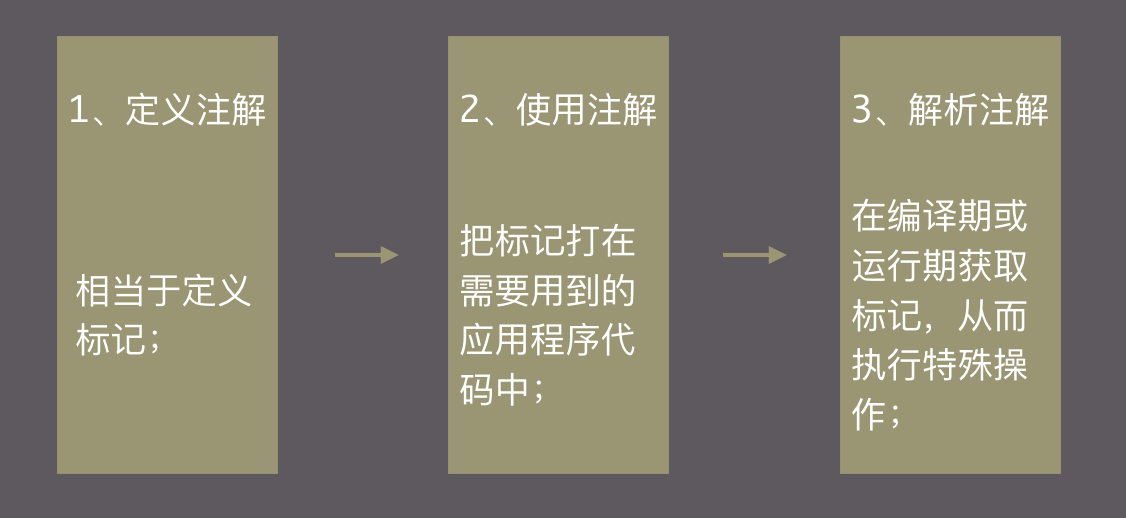 1、定义注解
相当于定义
标记；
2、使用注解
把标记打在
需要用到的
应用程序代
码中；
3、解析注解
在编译期或
运行期获取
标记，从而
执行特殊操
作；